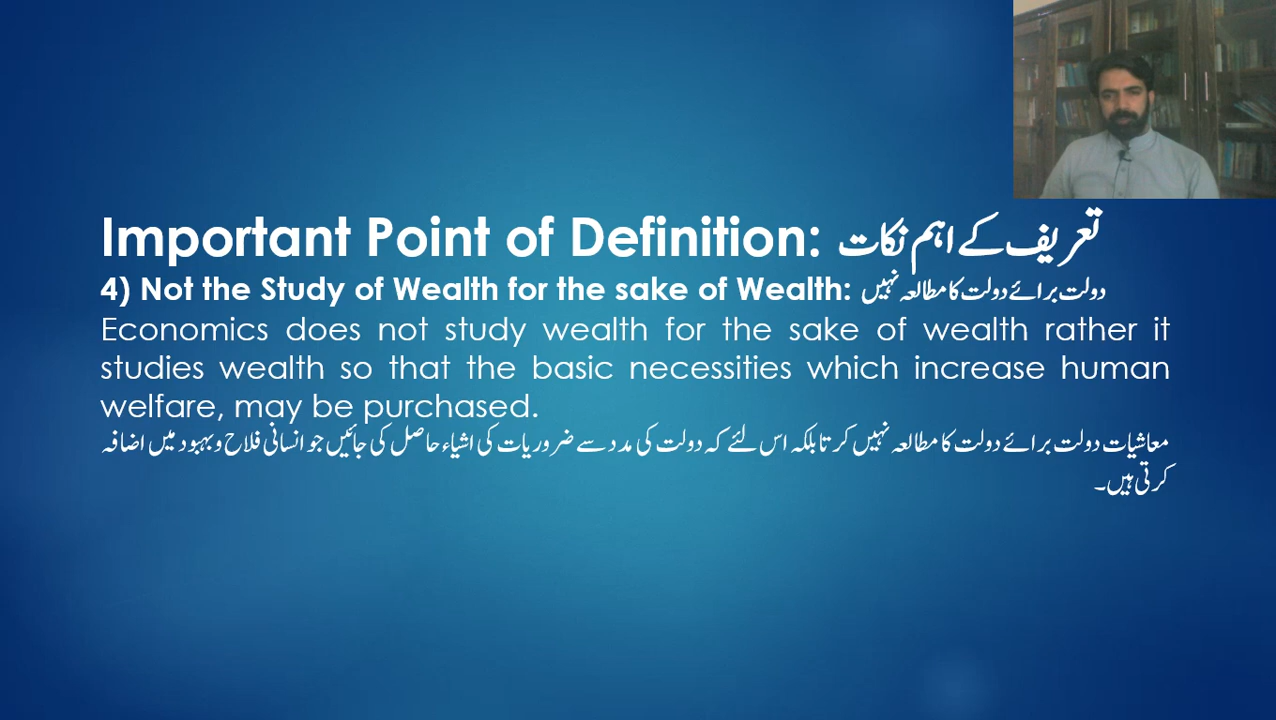 Important Point of Definition: تعریف کے اہم نکات
4) Not the Study of Wealth for the sake of Wealth: دولت برائے دولت کا مطالعہ نہیں
Economics does not study wealth for the sake of wealth rather it
studies wealth so that the basic necessities which increase human
welfare, may be purchased.
معاشیات دولت برائے دولت کا مطالعہ نہیں کرتا بلکہ اس لئے کہ دولت کی مدد سے ضروریات کی اشیاء حاصل کی جائیں جو انسانی فلاح و بہبود میں اضافہ
کرتی ہیں۔